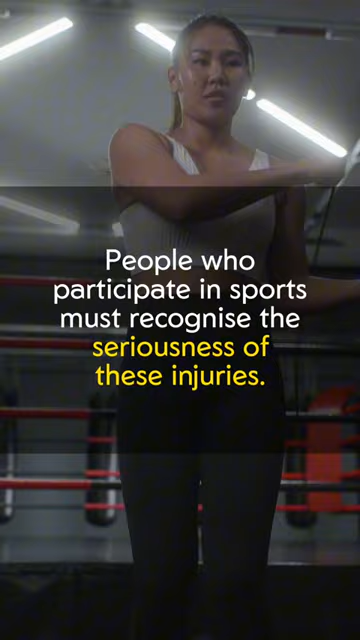 People who
participate in sports
must recognise the
seriousness of
these injuries.